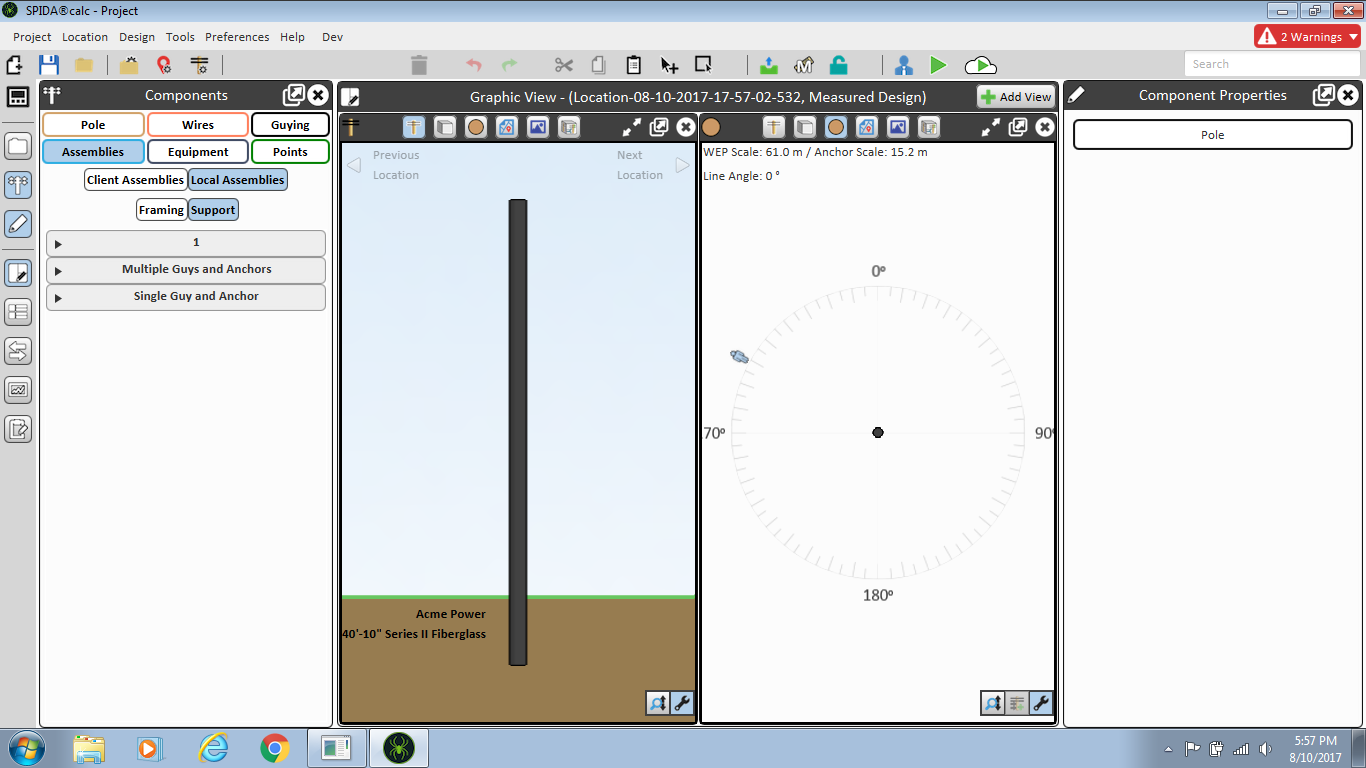 SPIDA®calc - Project
Project Location Design Tools Preferences Help Dev
2 Warnings
Search
Components
Pole Wires Guying
Assemblies Equipment Points
Client Assemblies Local Assemblies
Framing Support
1
Multiple Guys and Anchors
Single Guy and Anchor
Graphic View - (Location-08-10-2017-17-57-02-532, Measured Design)
Add View
Previous
Location
Next
Location
Acme Power
40'-10" Series II Fiberglass
WEP Scale: 61.0 m / Anchor Scale: 15.2 m
Line Angle: 0 °
0º
70º
90º
180º
Component Properties
Pole
5:57 PM
8/10/2017